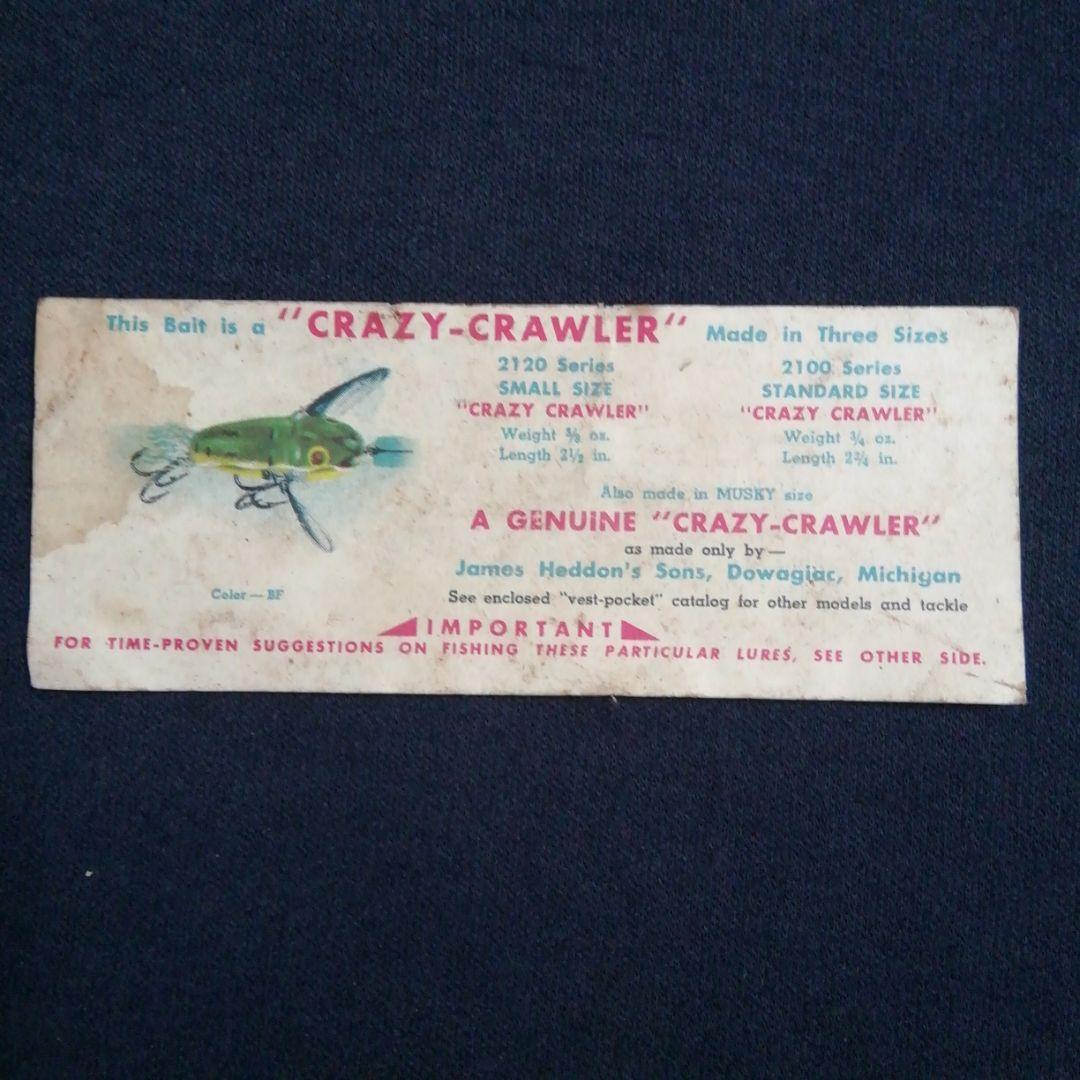 This Bait is a "CRAZY-CRAWLER" Made in Three Sizes
2120 Series
SMALL SIZE
"CRAZY CRAWLER"
Weight ⅝ oz.
Length 2½ in.
2100 Series
STANDARD SIZE
"CRAZY CRAWLER"
Weight ¾ oz.
Length 2¾ in.
Also made in MUSKY size
A GENUINE "CRAZY-CRAWLER"
as made only by—
James Heddon's Sons, Dowagiac, Michigan
See enclosed "vest-pocket" catalog for other models and tackle
Color — BF
IMPORTANT
FOR TIME-PROVEN SUGGESTIONS ON FISHING THESE PARTICULAR LURES, SEE OTHER SIDE.